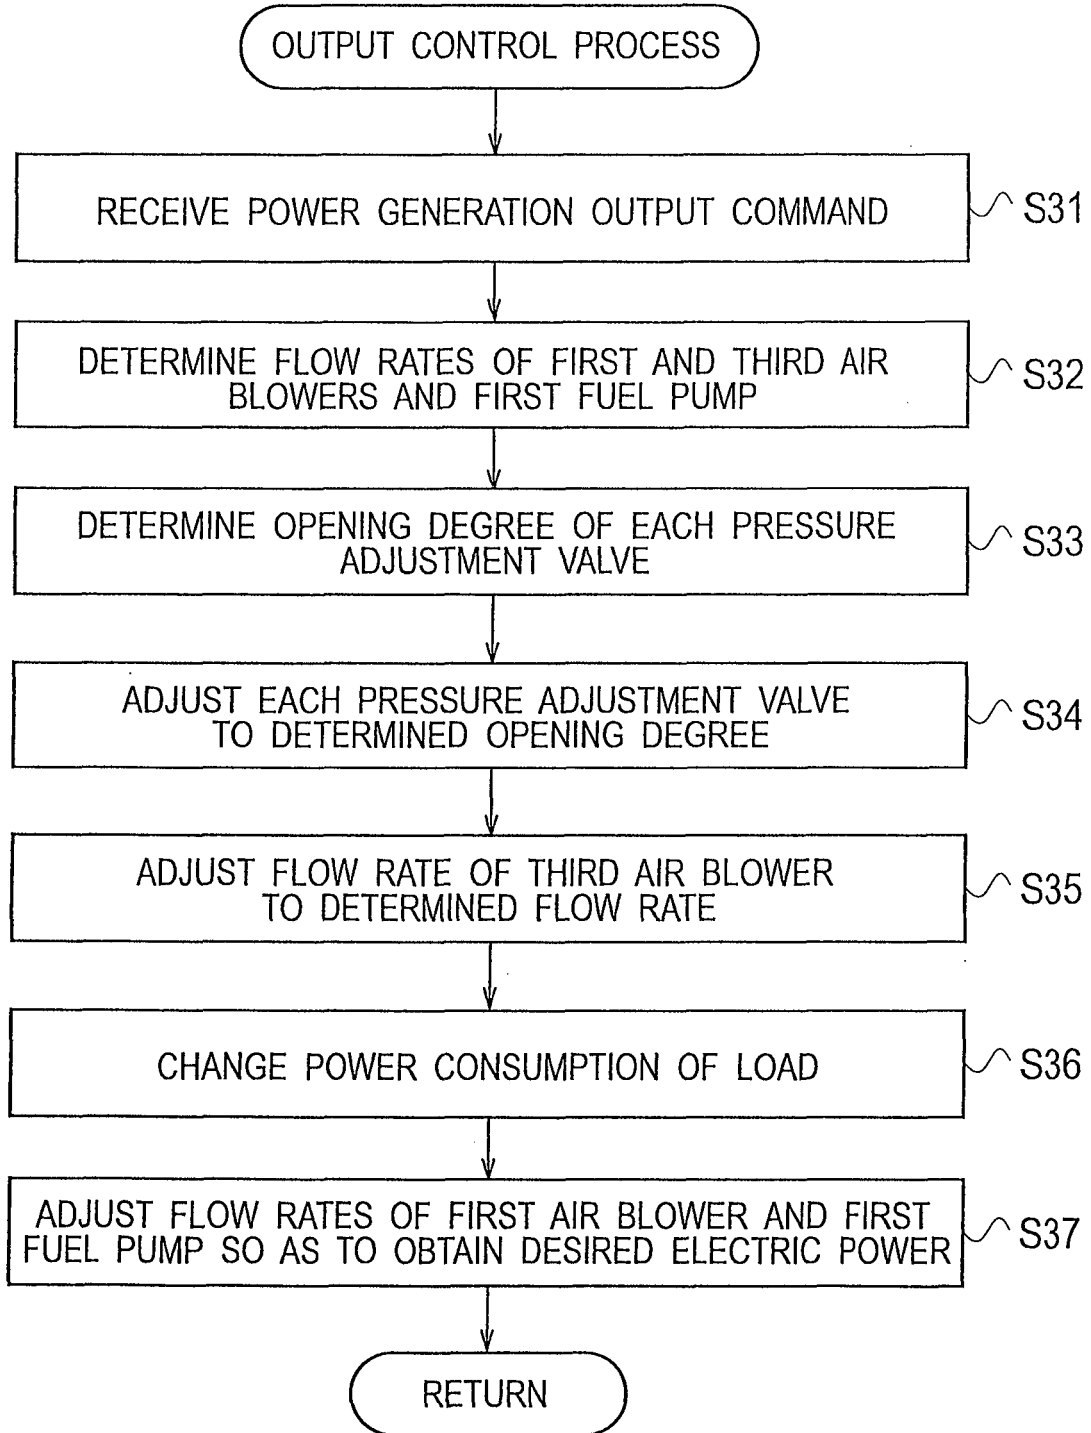 OUTPUT CONTROL PROCESS
RECEIVE POWER GENERATION OUTPUT COMMAND
S31
DETERMINE FLOW RATES OF FIRST AND THIRD AIR
BLOWERS AND FIRST FUEL PUMP
S32
DETERMINE OPENING DEGREE OF EACH PRESSURE
ADJUSTMENT VALVE
S33
ADJUST EACH PRESSURE ADJUSTMENT VALVE
TO DETERMINED OPENING DEGREE
S34
ADJUST FLOW RATE OF THIRD AIR BLOWER
TO DETERMINED FLOW RATE
S35
CHANGE POWER CONSUMPTION OF LOAD
S36
ADJUST FLOW RATES OF FIRST AIR BLOWER AND FIRST
FUEL PUMP SO AS TO OBTAIN DESIRED ELECTRIC POWER
S37
RETURN